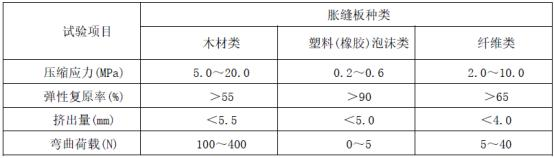 试验项目 胀缝板种类
木材类 塑料(橡胶)泡沫类 纤维类
压缩应力(MPa) 5.0～20.0 0.2～0.6 2.0～10.0
弹性复原率(%) >55 >90 >65
挤出量(mm) <5.5 <5.0 <4.0
弯曲荷载(N) 100～400 0～5 5～40